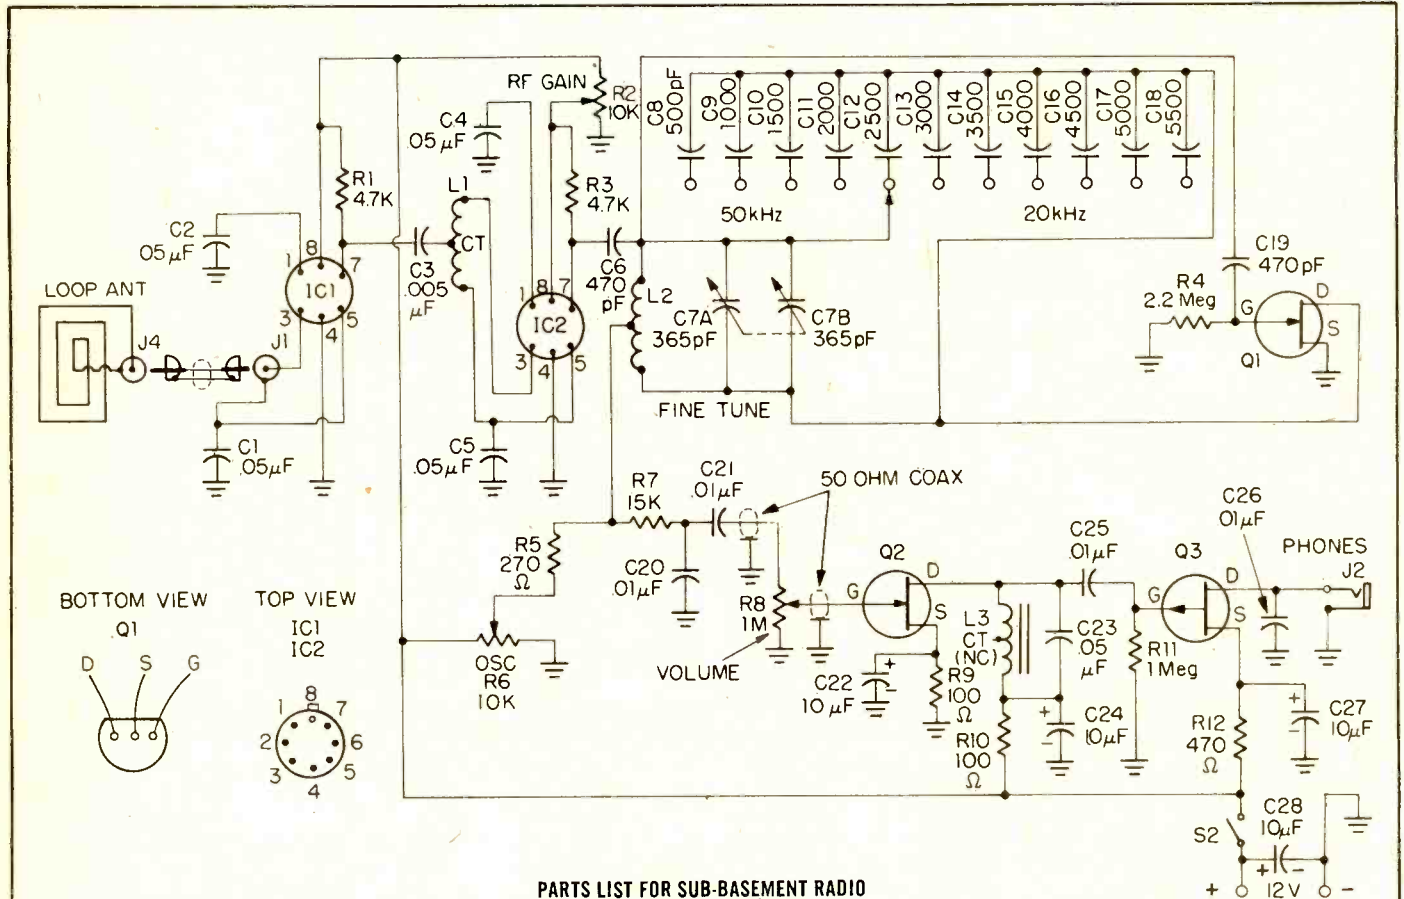 RF GAIN
R2
10K
C8
500pF
C9
1000
C10
1500
C11
2000
C12
2500
C13
3000
C14
3500
C15
4000
C16
4500
C17
5000
C18
5500
50kHz
20kHz
C4
.05µF
R1
4.7K
L1
CT
R3
4.7K
C2
.05µF
1
8
7
IC1
3
4
5
C3
.005
µF
1
8
7
IC2
3
4
5
C6
470
pF
L2
C7A
365pF
C7B
365pF
FINE TUNE
C19
470pF
R4
2.2 Meg
G
D
S
Q1
LOOP ANT
J4
J1
C1
.05µF
C5
.05µF
R7
15K
C21
.01µF
50 OHM COAX
R5
270
Ω
C20
.01µF
R8
1M
VOLUME
OSC
R6
10K
Q2
G
D
S
C22
10µF
R9
100
Ω
L3
CT
(NC)
R10
100
Ω
C23
.05
µF
C24
10µF
C25
.01µF
R11
1Meg
Q3
G
D
S
C26
.01µF
PHONES
J2
R12
470
Ω
C27
10µF
S2
C28
10µF
+ -
+ 12V -
BOTTOM VIEW
Q1
D S G
TOP VIEW
IC1
IC2
8
1 7
2 6
3 5
4
PARTS LIST FOR SUB-BASEMENT RADIO